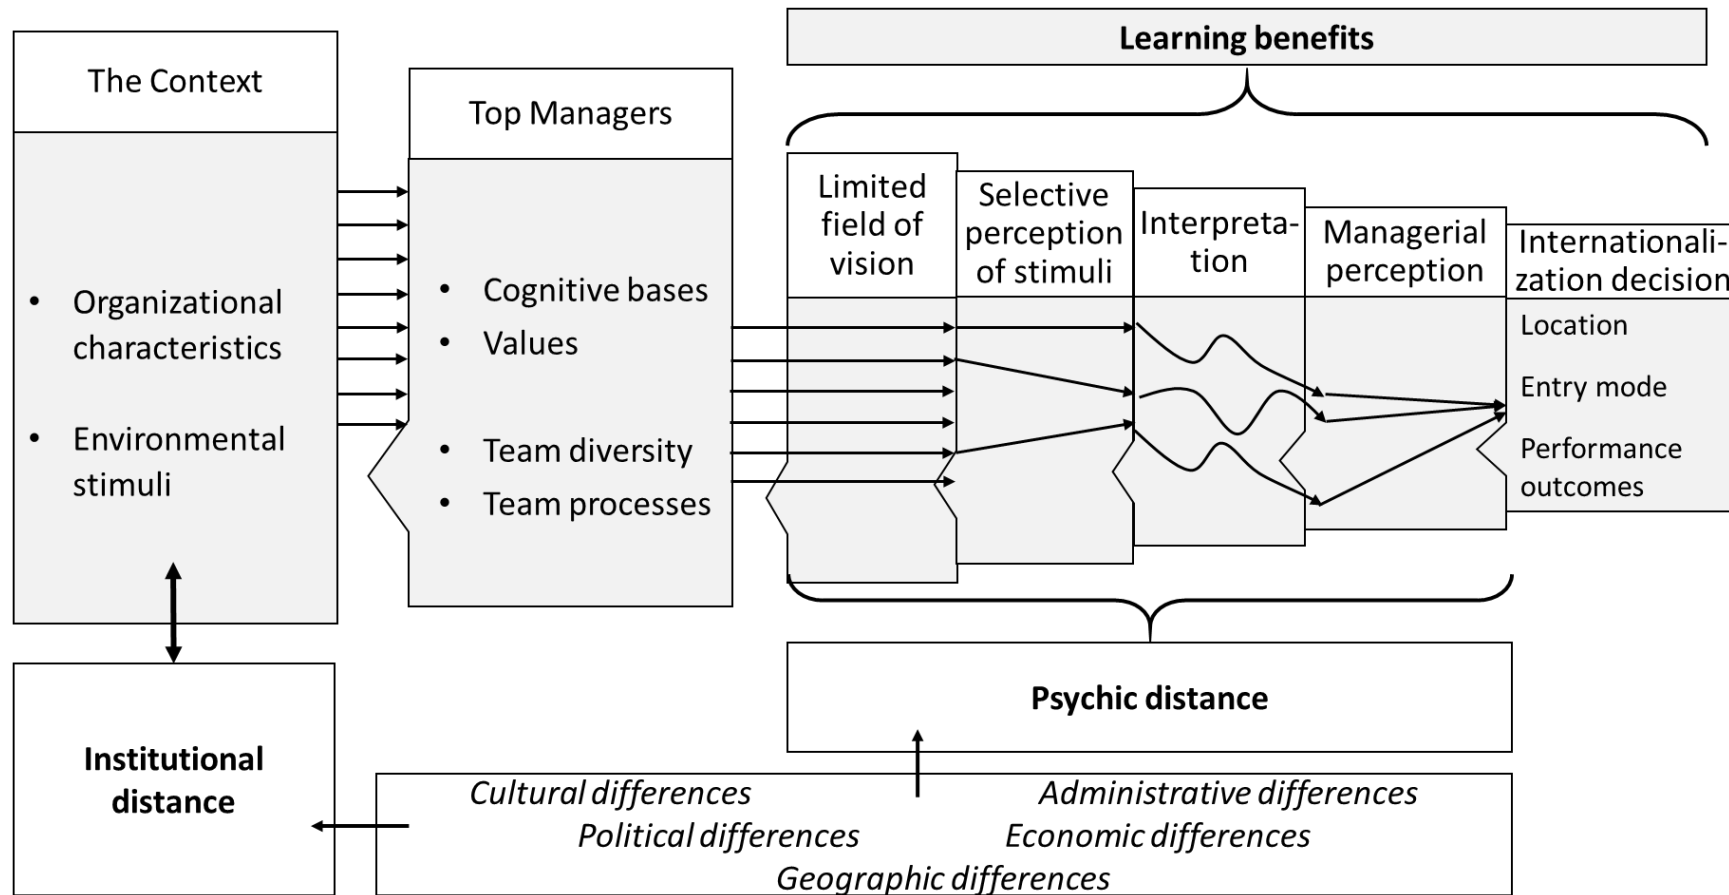 Learning benefits
The Context
• Organizational
characteristics
• Environmental
stimuli
Top Managers
• Cognitive bases
• Values
• Team diversity
• Team processes
Limited
field of
vision
Selective
perception
of stimuli
Interpreta-
tion
Managerial
perception
Internationali-
zation decision
Location
Entry mode
Performance
outcomes
Psychic distance
Institutional
distance
Cultural differences Administrative differences
Political differences Economic differences
Geographic differences